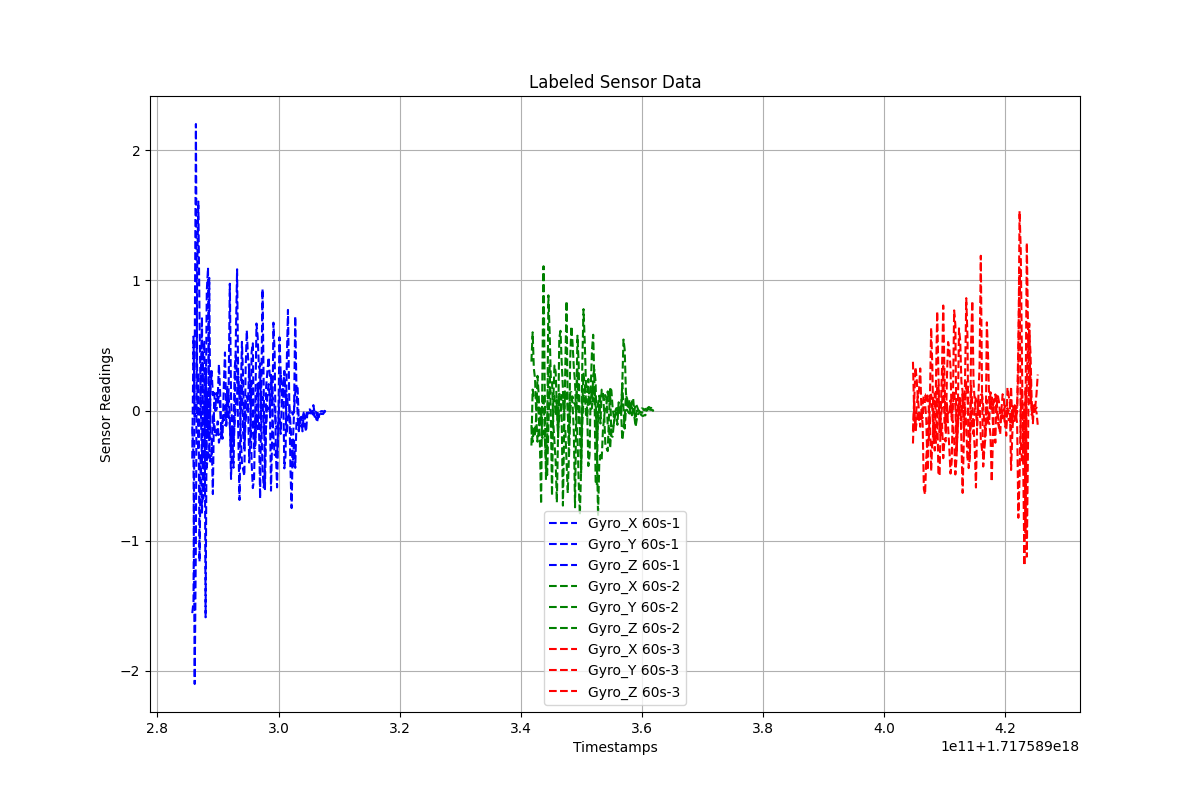 Labeled Sensor Data
Sensor Readings
2
1
0
−1
−2
Gyro_X 60s-1
Gyro_Y 60s-1
Gyro_Z 60s-1
Gyro_X 60s-2
Gyro_Y 60s-2
Gyro_Z 60s-2
Gyro_X 60s-3
Gyro_Y 60s-3
Gyro_Z 60s-3
2.8 3.0 3.2 3.4 3.6 3.8 4.0 4.2
Timestamps
1e11+1.717589e18